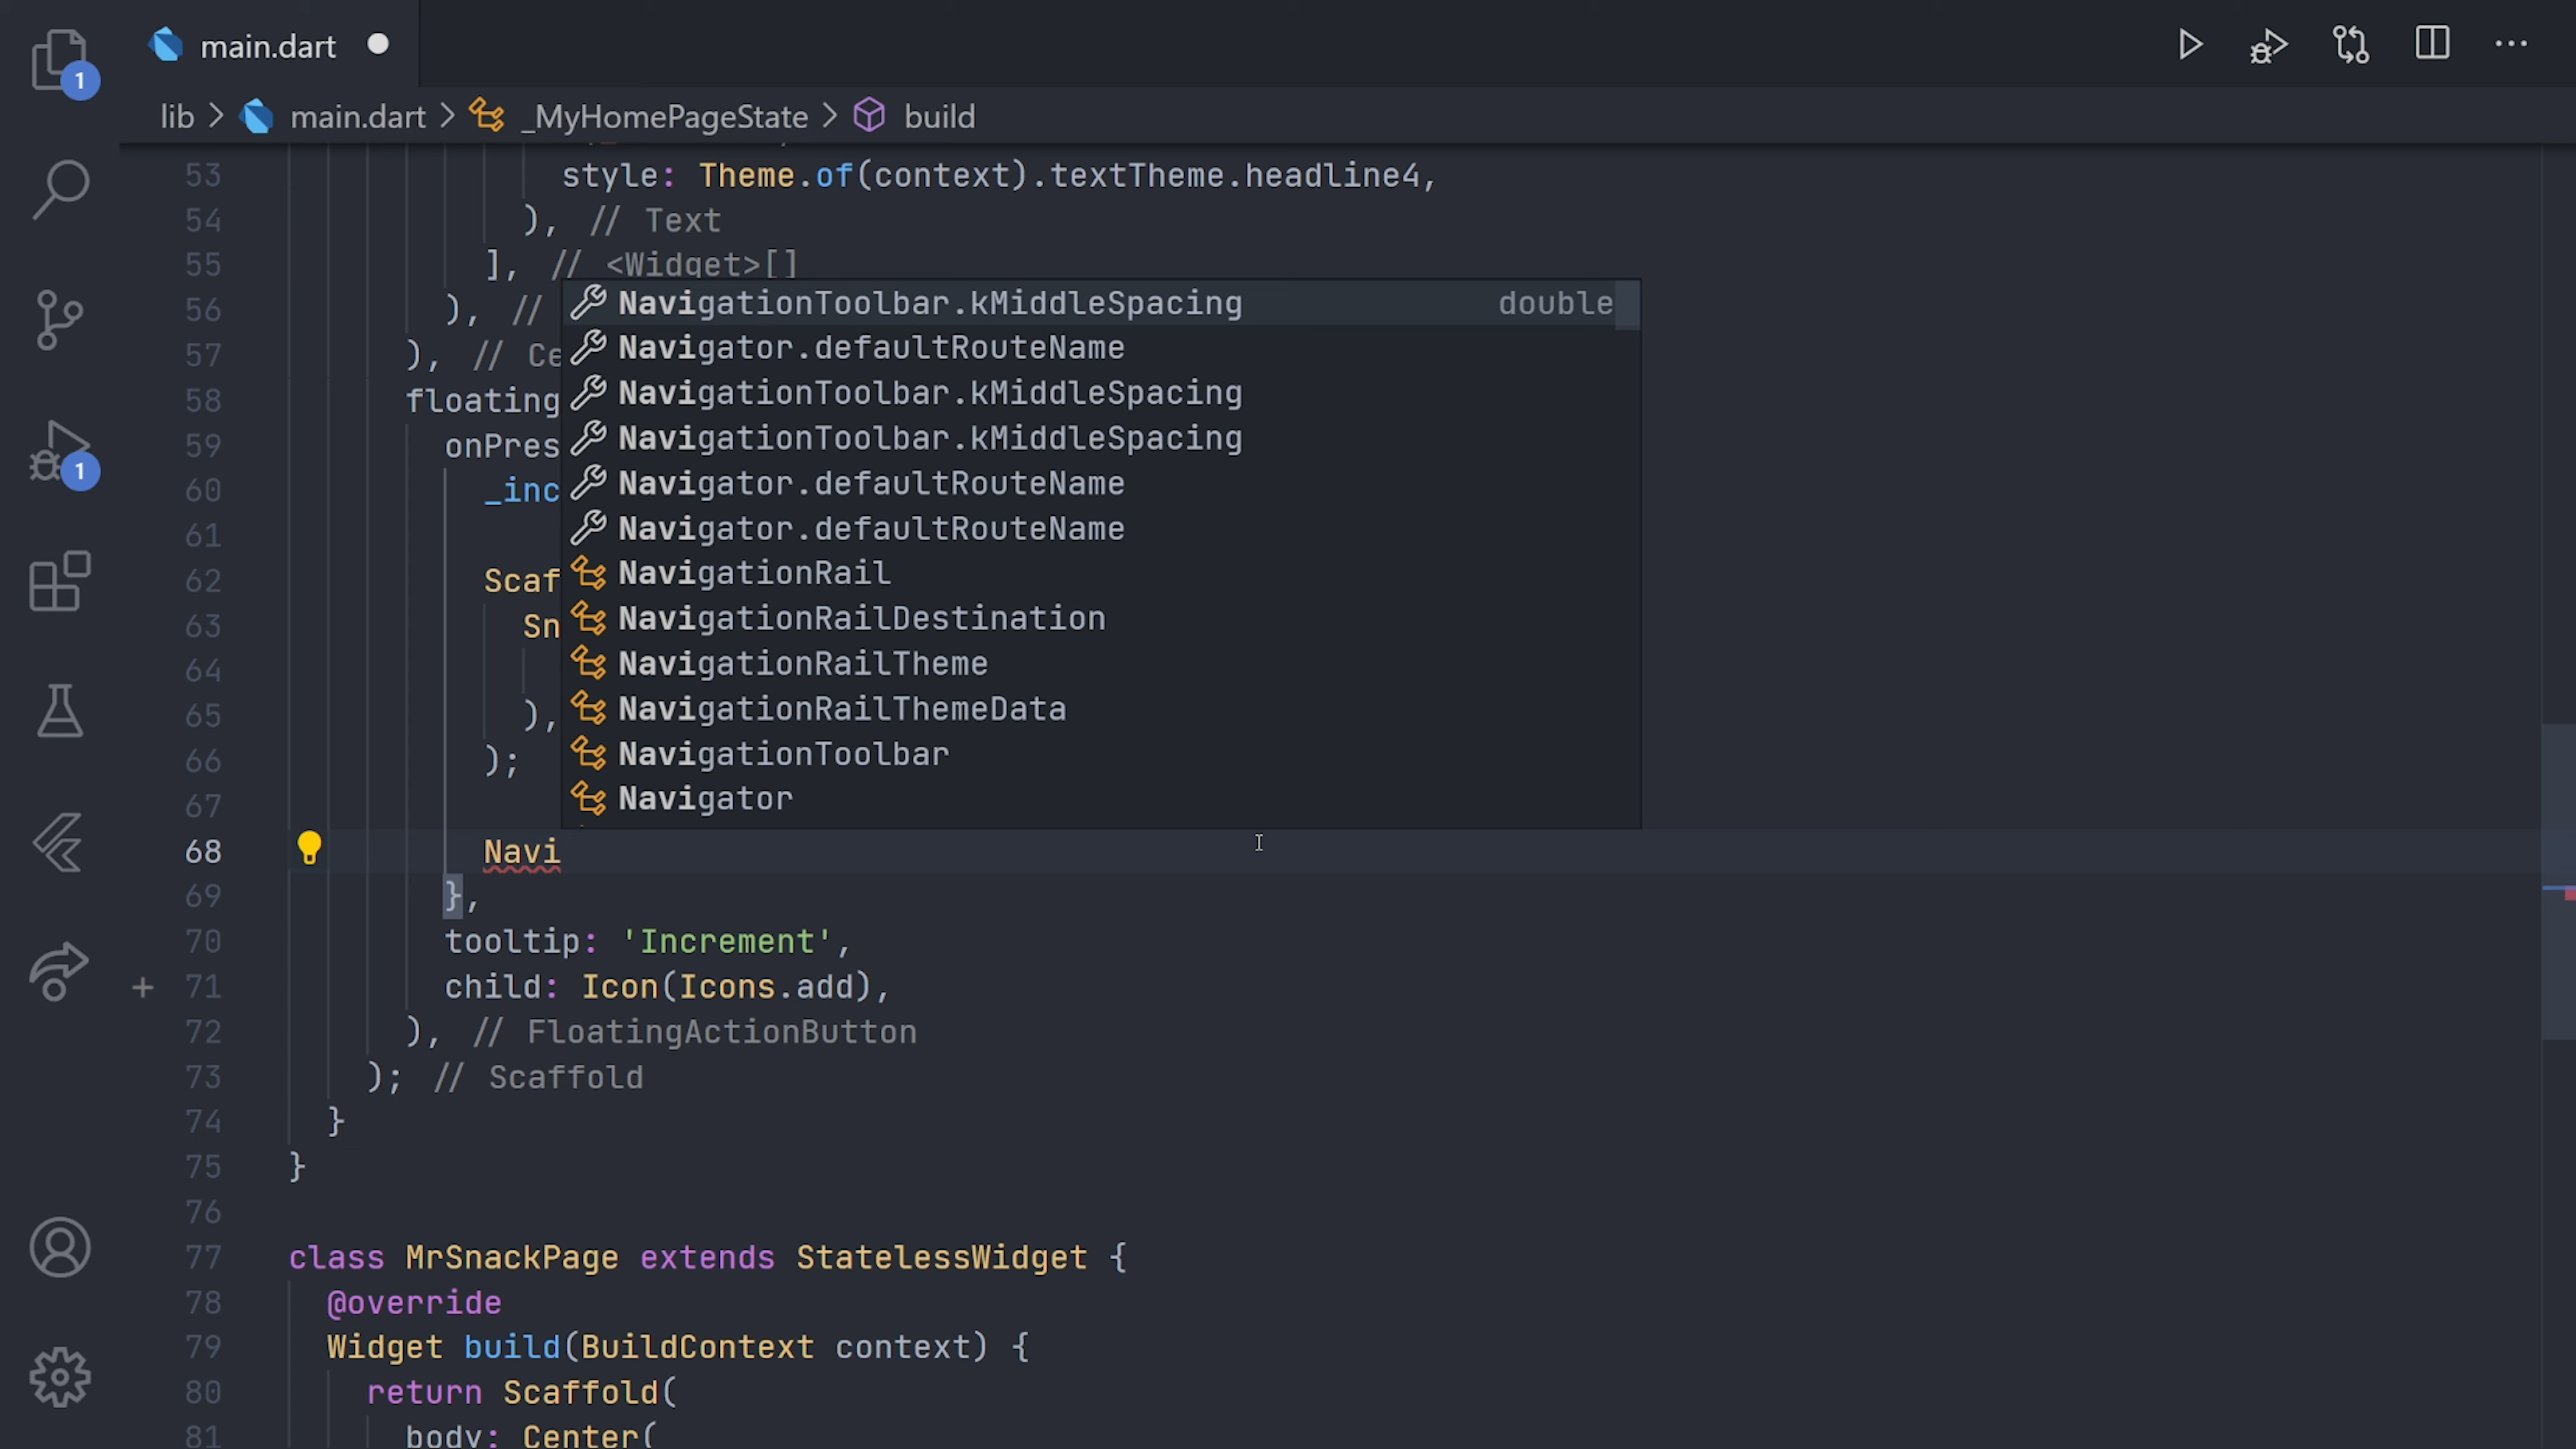 main.dart
1
lib > main.dart > _MyHomePageState > build
53 style: Theme.of(context).textTheme.headline4,
54 ), // Text
55 ], // <Widget>[]
56 ), //
57 ), // Ce
58 floating
59 onPres
60 _inc
61
62 Scaf
63 Sn
64
65 ),
66 );
67
NavigationToolbar.kMiddleSpacing double
Navigator.defaultRouteName
NavigationToolbar.kMiddleSpacing
NavigationToolbar.kMiddleSpacing
Navigator.defaultRouteName
Navigator.defaultRouteName
NavigationRail
NavigationRailDestination
NavigationRailTheme
NavigationRailThemeData
NavigationToolbar
Navigator
1
68 Navi
69 },
70 tooltip: 'Increment',
+ 71 child: Icon(Icons.add),
72 ), // FloatingActionButton
73 ); // Scaffold
74 }
75 }
76
77 class MrSnackPage extends StatelessWidget {
78 @override
79 Widget build(BuildContext context) {
80 return Scaffold(
81 body: Center(